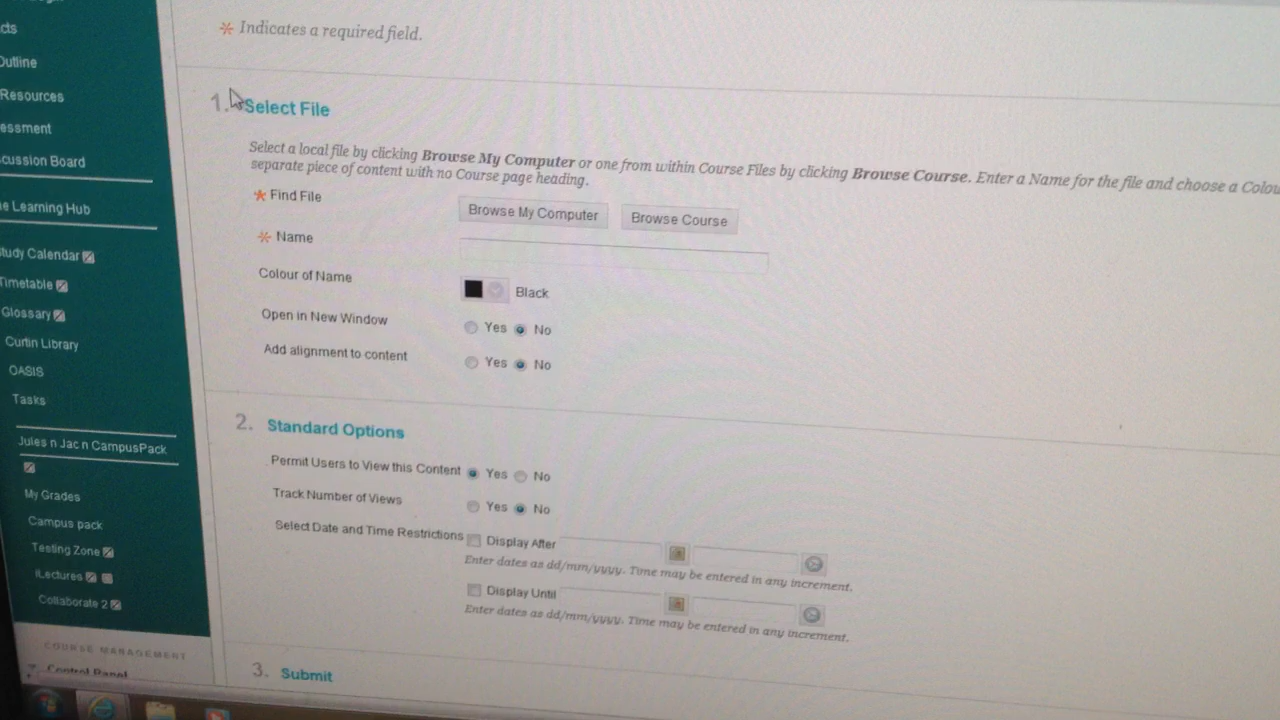 Indicates a required field.
cts
Outline
Resources
essment
cussion Board
e Learning Hub
tudy Calendar
Timetable
Glossary
Curtin Library
OASIS
Tasks
Jules n Jac n CampusPack
My Grades
Campus pack
Testing Zone
iLectures
Collaborate 2
COURSE MANAGEMENT
Control Panel
1. Select File
Select a local file by clicking Browse My Computer or one from within Course Files by clicking Browse Course. Enter a Name for the file and choose a Colou
separate piece of content with no Course page heading.
Find File
Browse My Computer Browse Course
Name
Colour of Name
Black
Open in New Window
Yes No
Add alignment to content
Yes No
2. Standard Options
Permit Users to View this Content Yes No
Track Number of Views
Yes No
Select Date and Time Restrictions Display After
Enter dates as dd/mm/yyyy. Time may be entered in any increment.
Display Until
Enter dates as dd/mm/yyyy. Time may be entered in any increment.
3. Submit